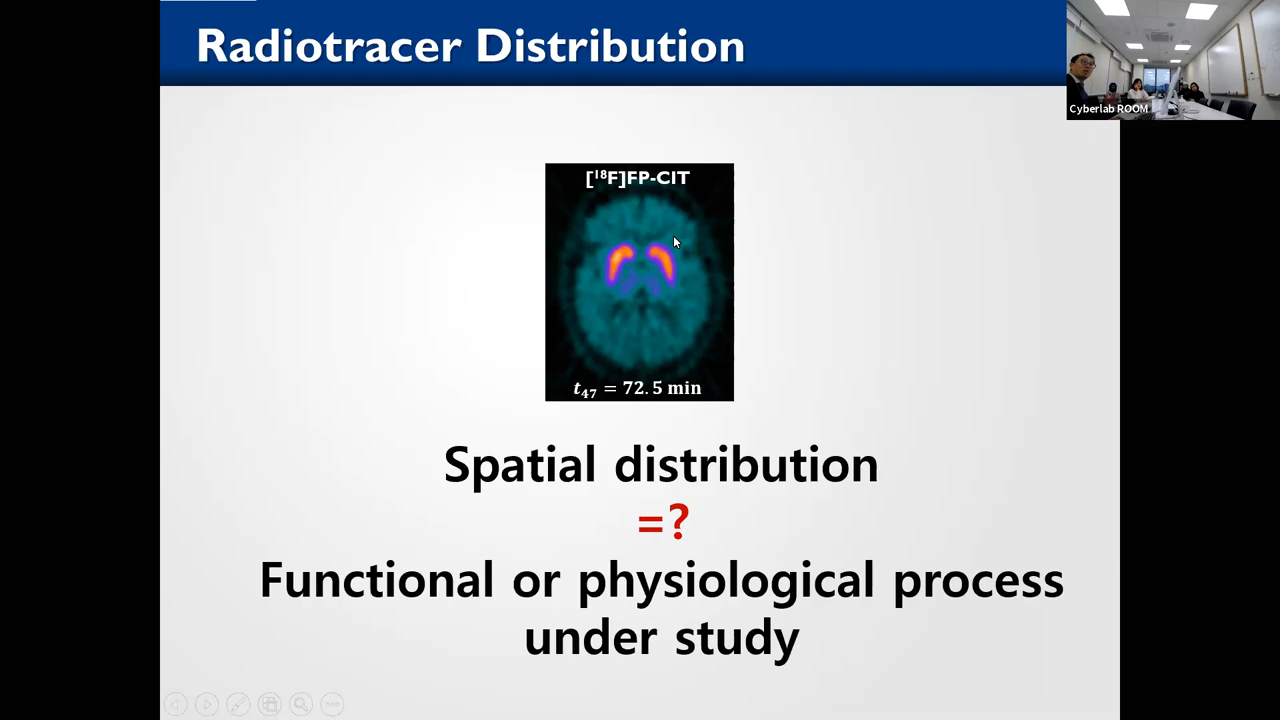 Radiotracer Distribution
Cyberlab ROOM
[¹⁸F]FP-CIT
t₄₇ = 72.5 min
Spatial distribution
=?
Functional or physiological process
under study